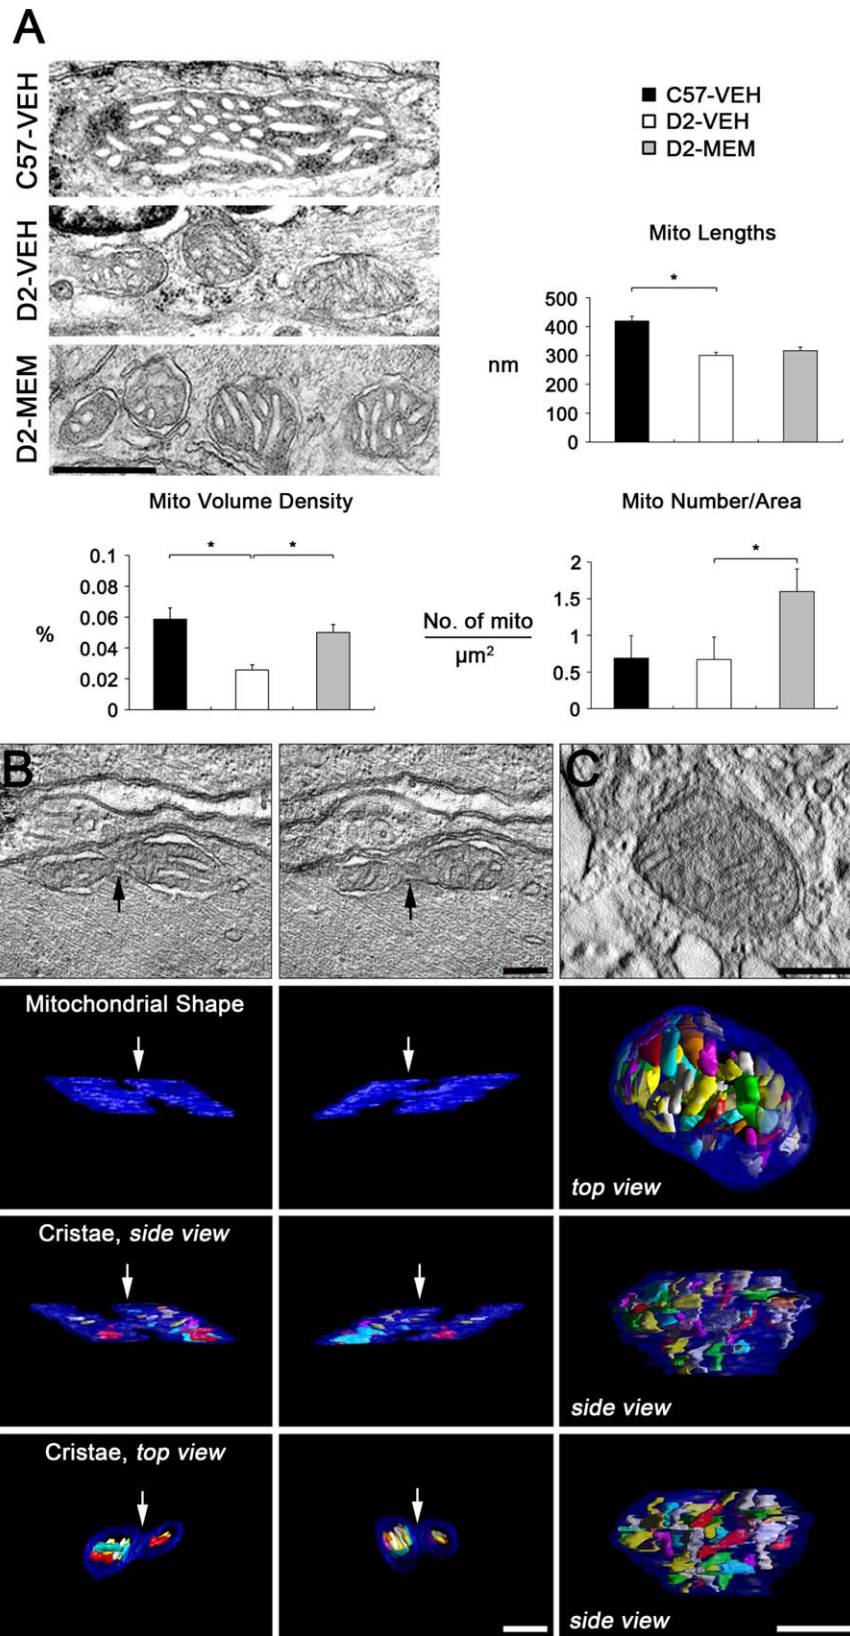 A
C57-VEH
D2-VEH
D2-MEM
C57-VEH
D2-VEH
D2-MEM
Mito Lengths
*
500
400
300
200
100
0
nm
Mito Volume Density
* *
0.1
0.08
0.06
0.04
0.02
0
%
Mito Number/Area
*
2
1.5
1
0.5
0
No. of mito
µm²
B
C
Mitochondrial Shape
top view
Cristae, side view
side view
Cristae, top view
side view